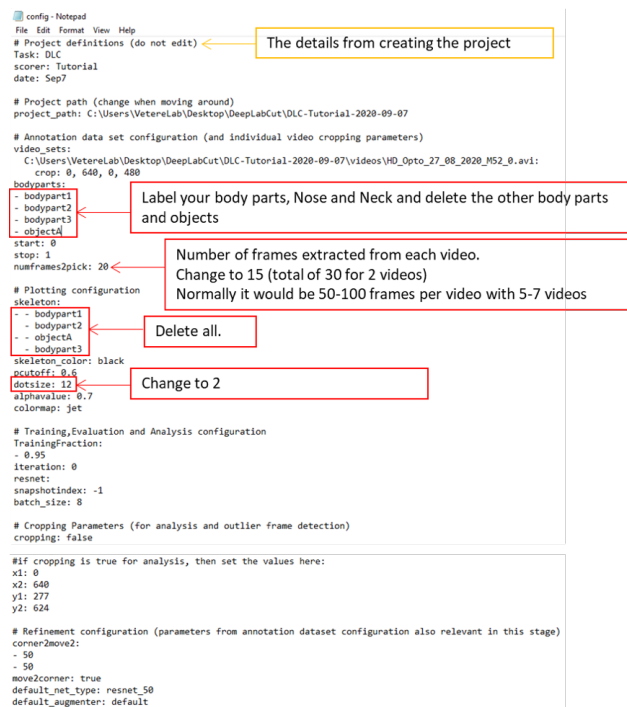 config - Notepad
File Edit Format View Help
# Project definitions (do not edit)
The details from creating the project
Task: DLC
scorer: Tutorial
date: Sep7
# Project path (change when moving around)
project_path: C:\Users\VetereLab\Desktop\DeepLabCut\DLC-Tutorial-2020-09-07
# Annotation data set configuration (and individual video cropping parameters)
video_sets:
C:\Users\VetereLab\Desktop\DeepLabCut\DLC-Tutorial-2020-09-07\videos\HD_Opto_27_08_2020_M52_0.avi:
crop: 0, 640, 0, 480
bodyparts:
- bodypart1
- bodypart2
- bodypart3
- objectA
Label your body parts, Nose and Neck and delete the other body parts
and objects
start: 0
stop: 1
numframes2pick: 20
Number of frames extracted from each video.
Change to 15 (total of 30 for 2 videos)
Normally it would be 50-100 frames per video with 5-7 videos
# Plotting configuration
skeleton:
- - bodypart1
- bodypart2
- - objectA
- bodypart3
Delete all.
skeleton_color: black
pcutoff: 0.6
dotsize: 12
Change to 2
alphavalue: 0.7
colormap: jet
# Training,Evaluation and Analysis configuration
TrainingFraction:
- 0.95
iteration: 0
resnet:
snapshotindex: -1
batch_size: 8
# Cropping Parameters (for analysis and outlier frame detection)
cropping: false
#if cropping is true for analysis, then set the values here:
x1: 0
x2: 640
y1: 277
y2: 624
# Refinement configuration (parameters from annotation dataset configuration also relevant in this stage)
corner2move2:
- 50
- 50
move2corner: true
default_net_type: resnet_50
default_augmenter: default